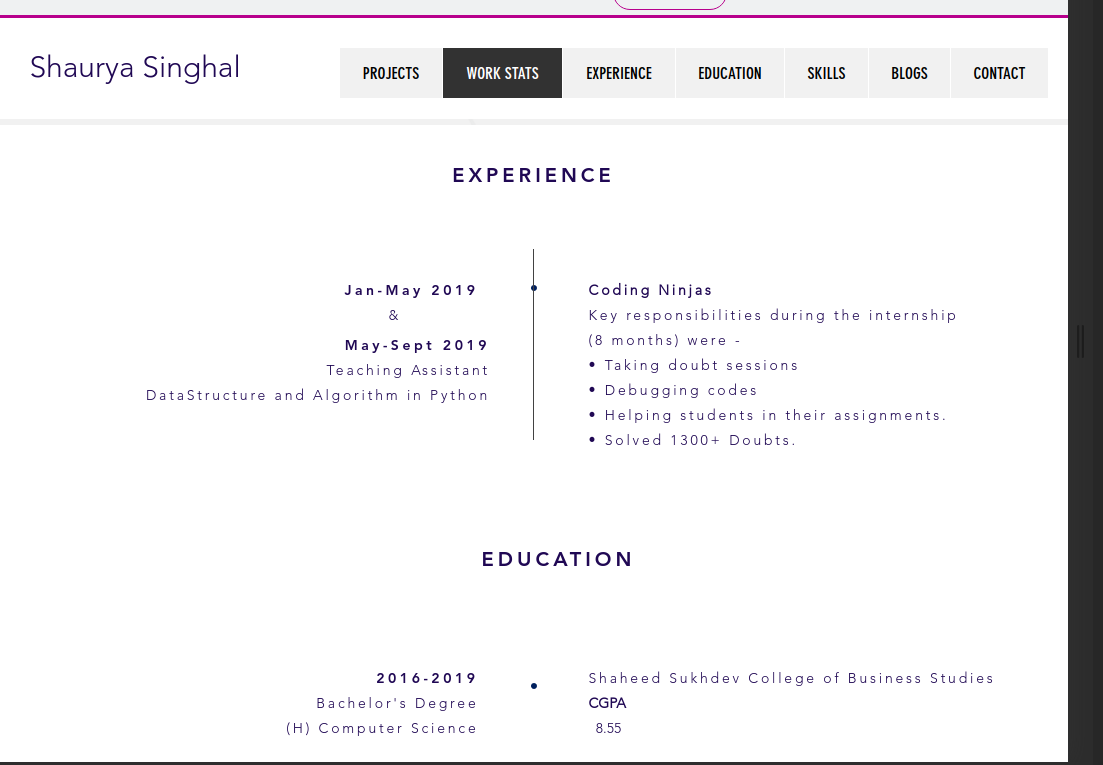 Shaurya Singhal
PROJECTS
WORK STATS
EXPERIENCE
EDUCATION
SKILLS
BLOGS
CONTACT
EXPERIENCE
Jan-May 2019
&
May-Sept 2019
Teaching Assistant
DataStructure and Algorithm in Python
Coding Ninjas
Key responsibilities during the internship
(8 months) were -
• Taking doubt sessions
• Debugging codes
• Helping students in their assignments.
• Solved 1300+ Doubts.
EDUCATION
2016-2019
Bachelor's Degree
(H) Computer Science
Shaheed Sukhdev College of Business Studies
CGPA
8.55